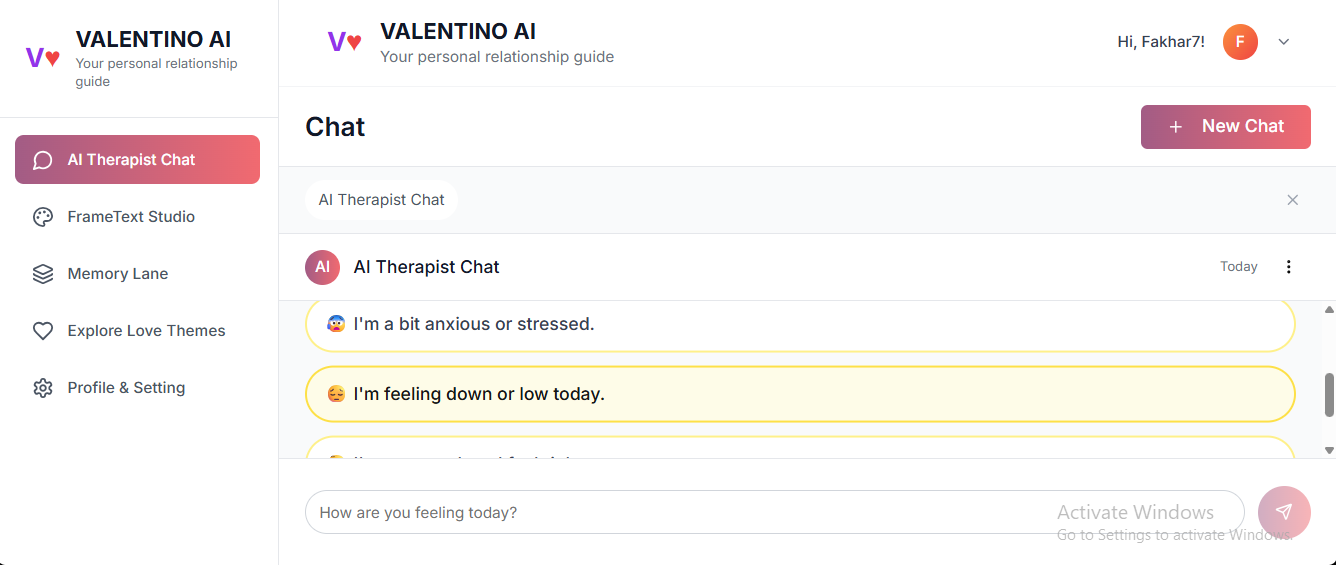 V♥ VALENTINO AI
Your personal relationship
guide
AI Therapist Chat
FrameText Studio
Memory Lane
Explore Love Themes
Profile & Setting
V♥ VALENTINO AI
Your personal relationship guide
Hi, Fakhar7!
F
Chat
+ New Chat
AI Therapist Chat
AI AI Therapist Chat
Today
😰 I'm a bit anxious or stressed.
😔 I'm feeling down or low today.
How are you feeling today?
Activate Windows
Go to Settings to activate Windows.